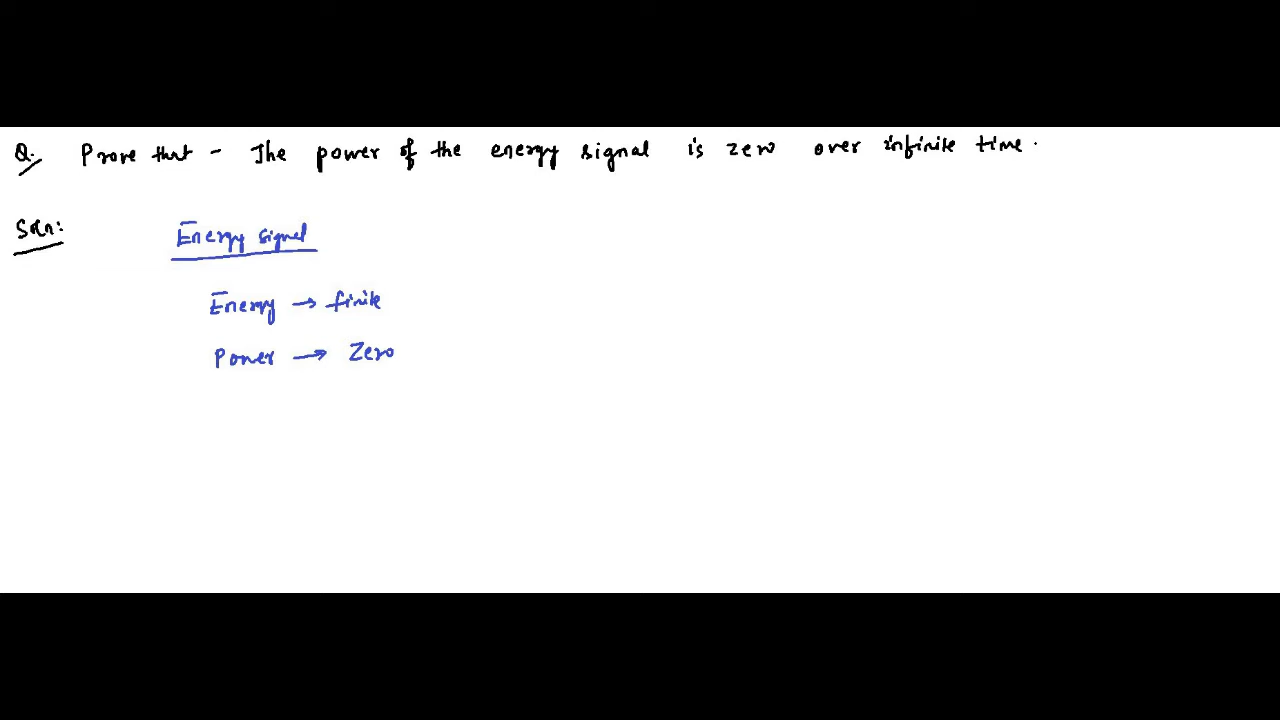 Q. Prove that - The power of the energy signal is zero over infinite time.
Soln:
Energy signal
Energy → finite
Power → Zero